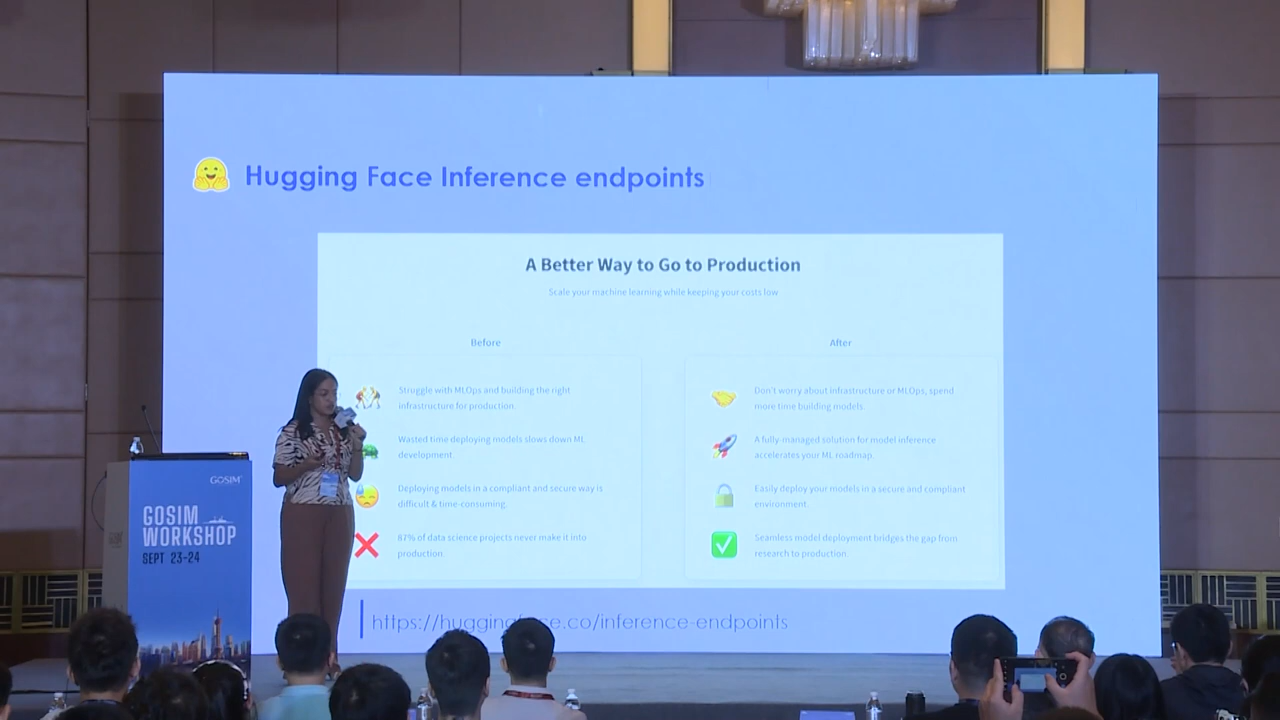 Hugging Face Inference endpoints
A Better Way to Go to Production
Scale your machine learning while keeping your costs low
Before
Struggle with MLOps and building the right
infrastructure for production.
Wasted time deploying models slows down ML
development.
Deploying models in a compliant and secure way is
difficult & time-consuming.
87% of data science projects never make it into
production.
After
Don't worry about infrastructure or MLOps, spend
more time building models.
A fully-managed solution for model inference
accelerates your ML roadmap.
Easily deploy your models in a secure and compliant
environment.
Seamless model deployment bridges the gap from
research to production.
https://huggingface.co/inference-endpoints
GOSIM
GOSIM
WORKSHOP
SEPT 23-24